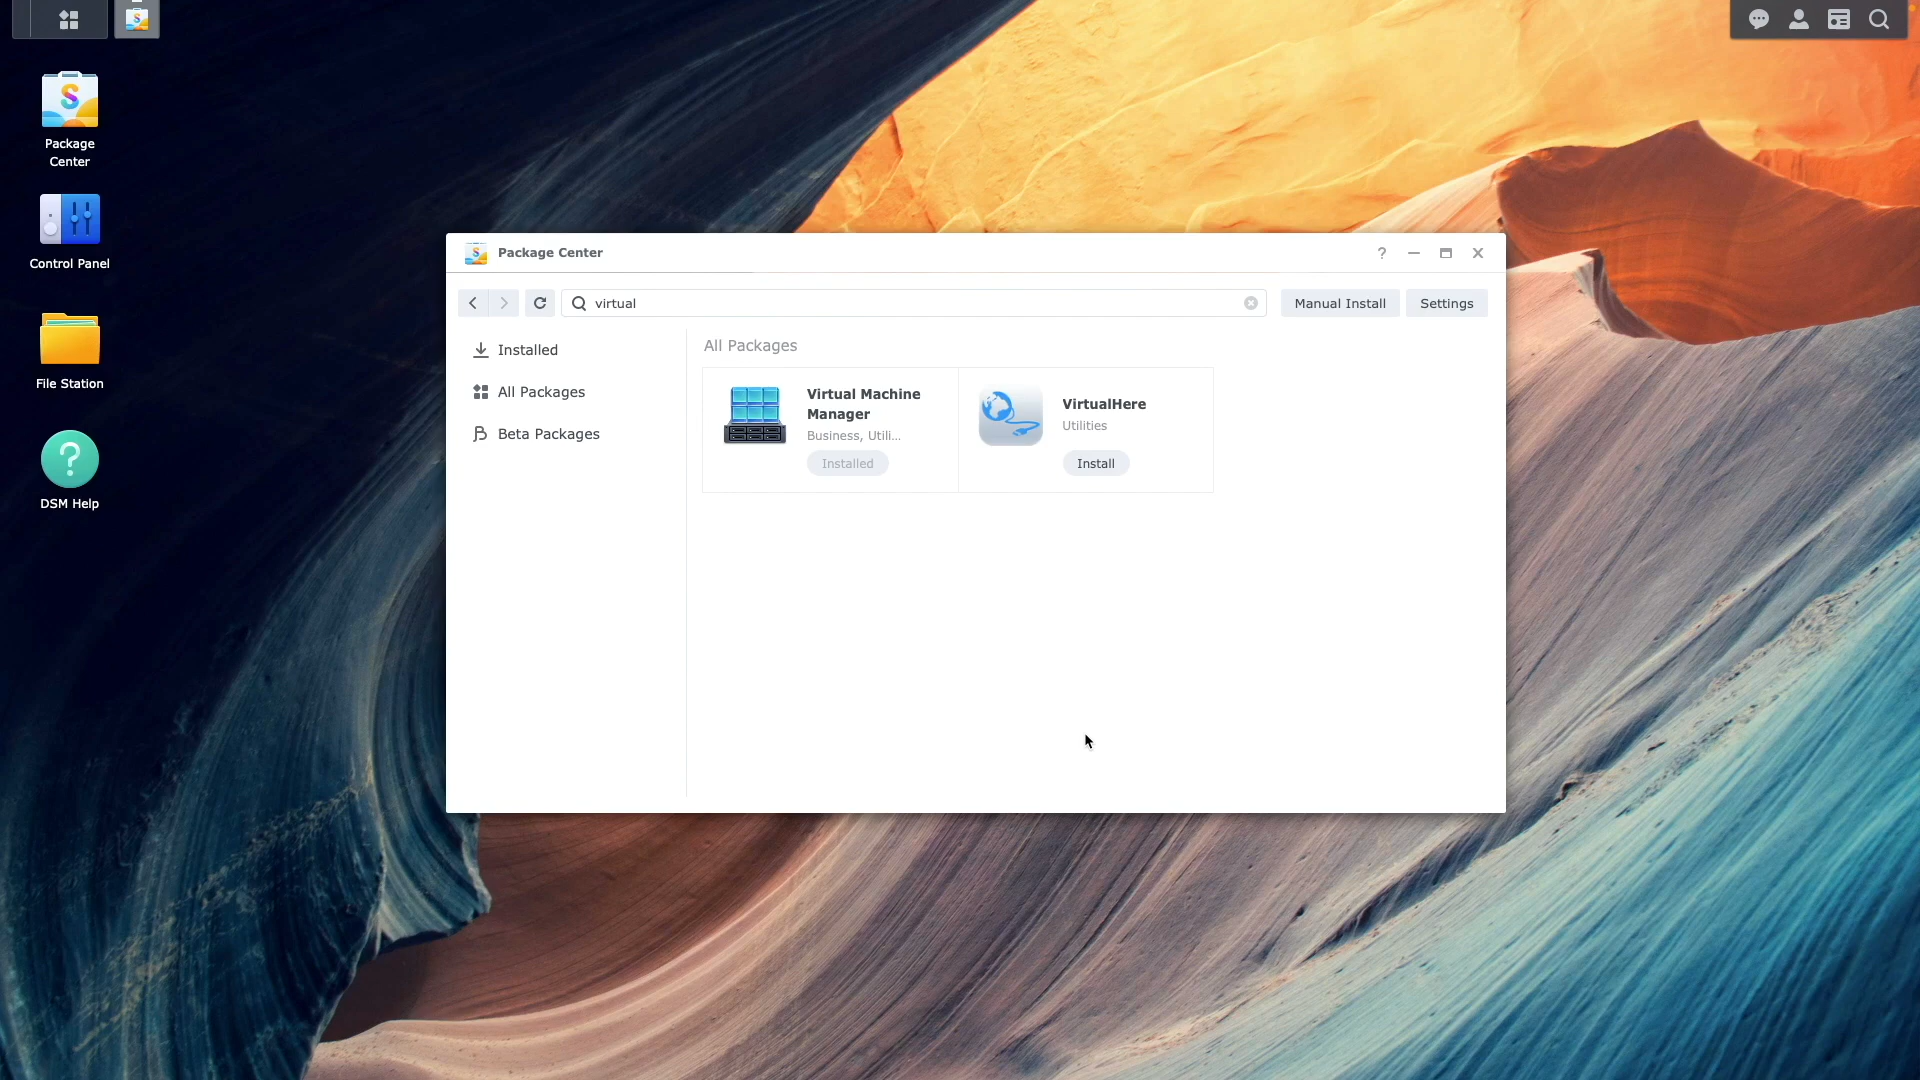 Package
Center
Control Panel
File Station
DSM Help
Package Center
virtual
Manual Install
Settings
Installed
All Packages
Beta Packages
All Packages
Virtual Machine
Manager
Business, Utili...
Installed
VirtualHere
Utilities
Install